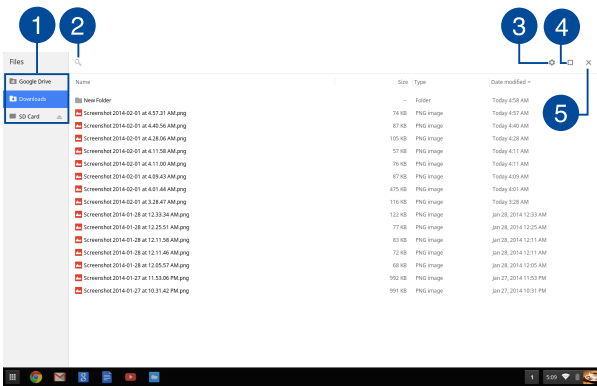 1 2 3 4
Files
Google Drive
Downloads
SD Card
5
Name Size Type Date modified
New Folder -- Folder Today 4:58 AM
Screenshot 2014-02-01 at 4.57.31 AM.png 74 KB PNG image Today 4:57 AM
Screenshot 2014-02-01 at 4.40.56 AM.png 87 KB PNG image Today 4:40 AM
Screenshot 2014-02-01 at 4.28.06 AM.png 105 KB PNG image Today 4:28 AM
Screenshot 2014-02-01 at 4.11.58 AM.png 57 KB PNG image Today 4:11 AM
Screenshot 2014-02-01 at 4.11.00 AM.png 76 KB PNG image Today 4:11 AM
Screenshot 2014-02-01 at 4.09.43 AM.png 87 KB PNG image Today 4:09 AM
Screenshot 2014-02-01 at 4.01.44 AM.png 475 KB PNG image Today 4:01 AM
Screenshot 2014-02-01 at 3.28.47 AM.png 116 KB PNG image Today 3:28 AM
Screenshot 2014-01-28 at 12.33.34 AM.png 122 KB PNG image Jan 28, 2014 12:33 AM
Screenshot 2014-01-28 at 12.25.51 AM.png 77 KB PNG image Jan 28, 2014 12:25 AM
Screenshot 2014-01-28 at 12.11.58 AM.png 83 KB PNG image Jan 28, 2014 12:11 AM
Screenshot 2014-01-28 at 12.11.46 AM.png 72 KB PNG image Jan 28, 2014 12:11 AM
Screenshot 2014-01-28 at 12.05.57 AM.png 68 KB PNG image Jan 28, 2014 12:05 AM
Screenshot 2014-01-27 at 11.53.06 PM.png 992 KB PNG image Jan 27, 2014 11:53 PM
Screenshot 2014-01-27 at 10.31.42 PM.png 991 KB PNG image Jan 27, 2014 10:31 PM
8 1 5:09